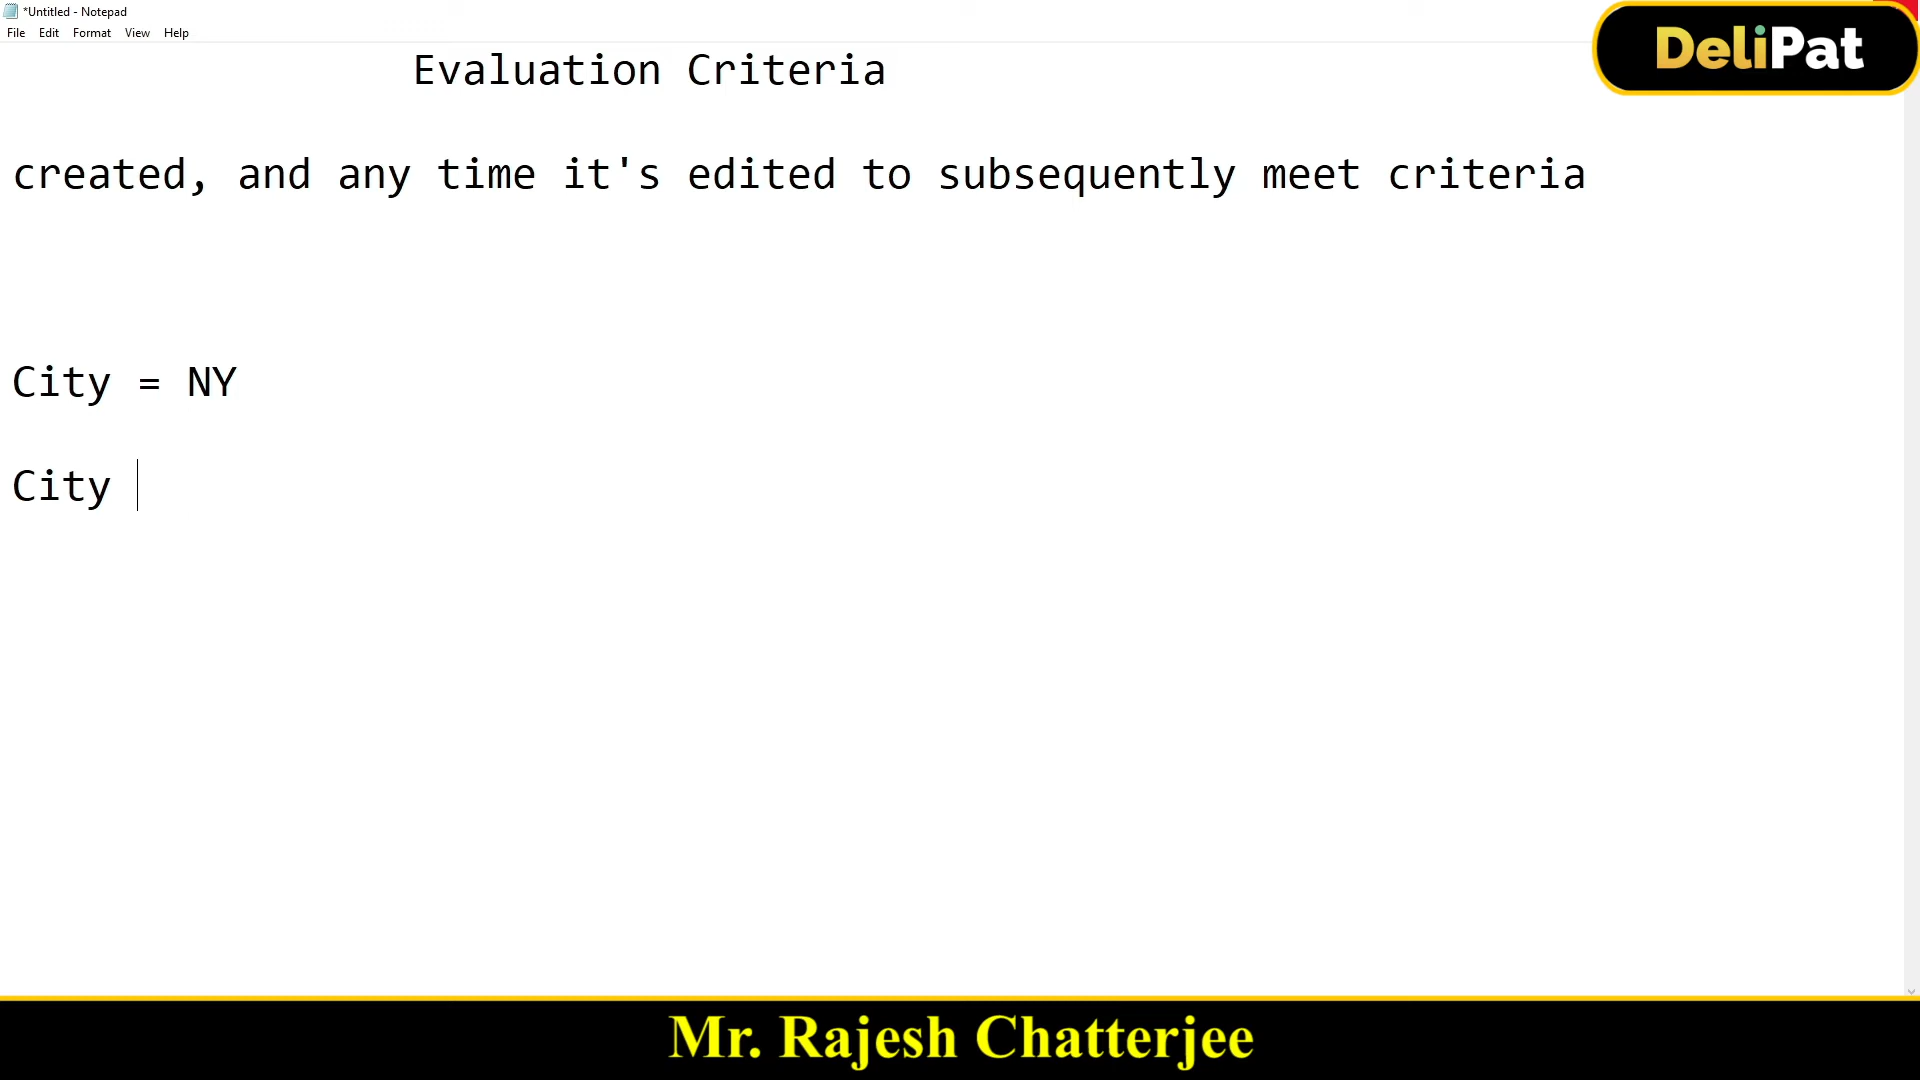 *Untitled - Notepad
File Edit Format View Help
DeliPat
Evaluation Criteria
created, and any time it's edited to subsequently meet criteria
City = NY
City
Mr. Rajesh Chatterjee